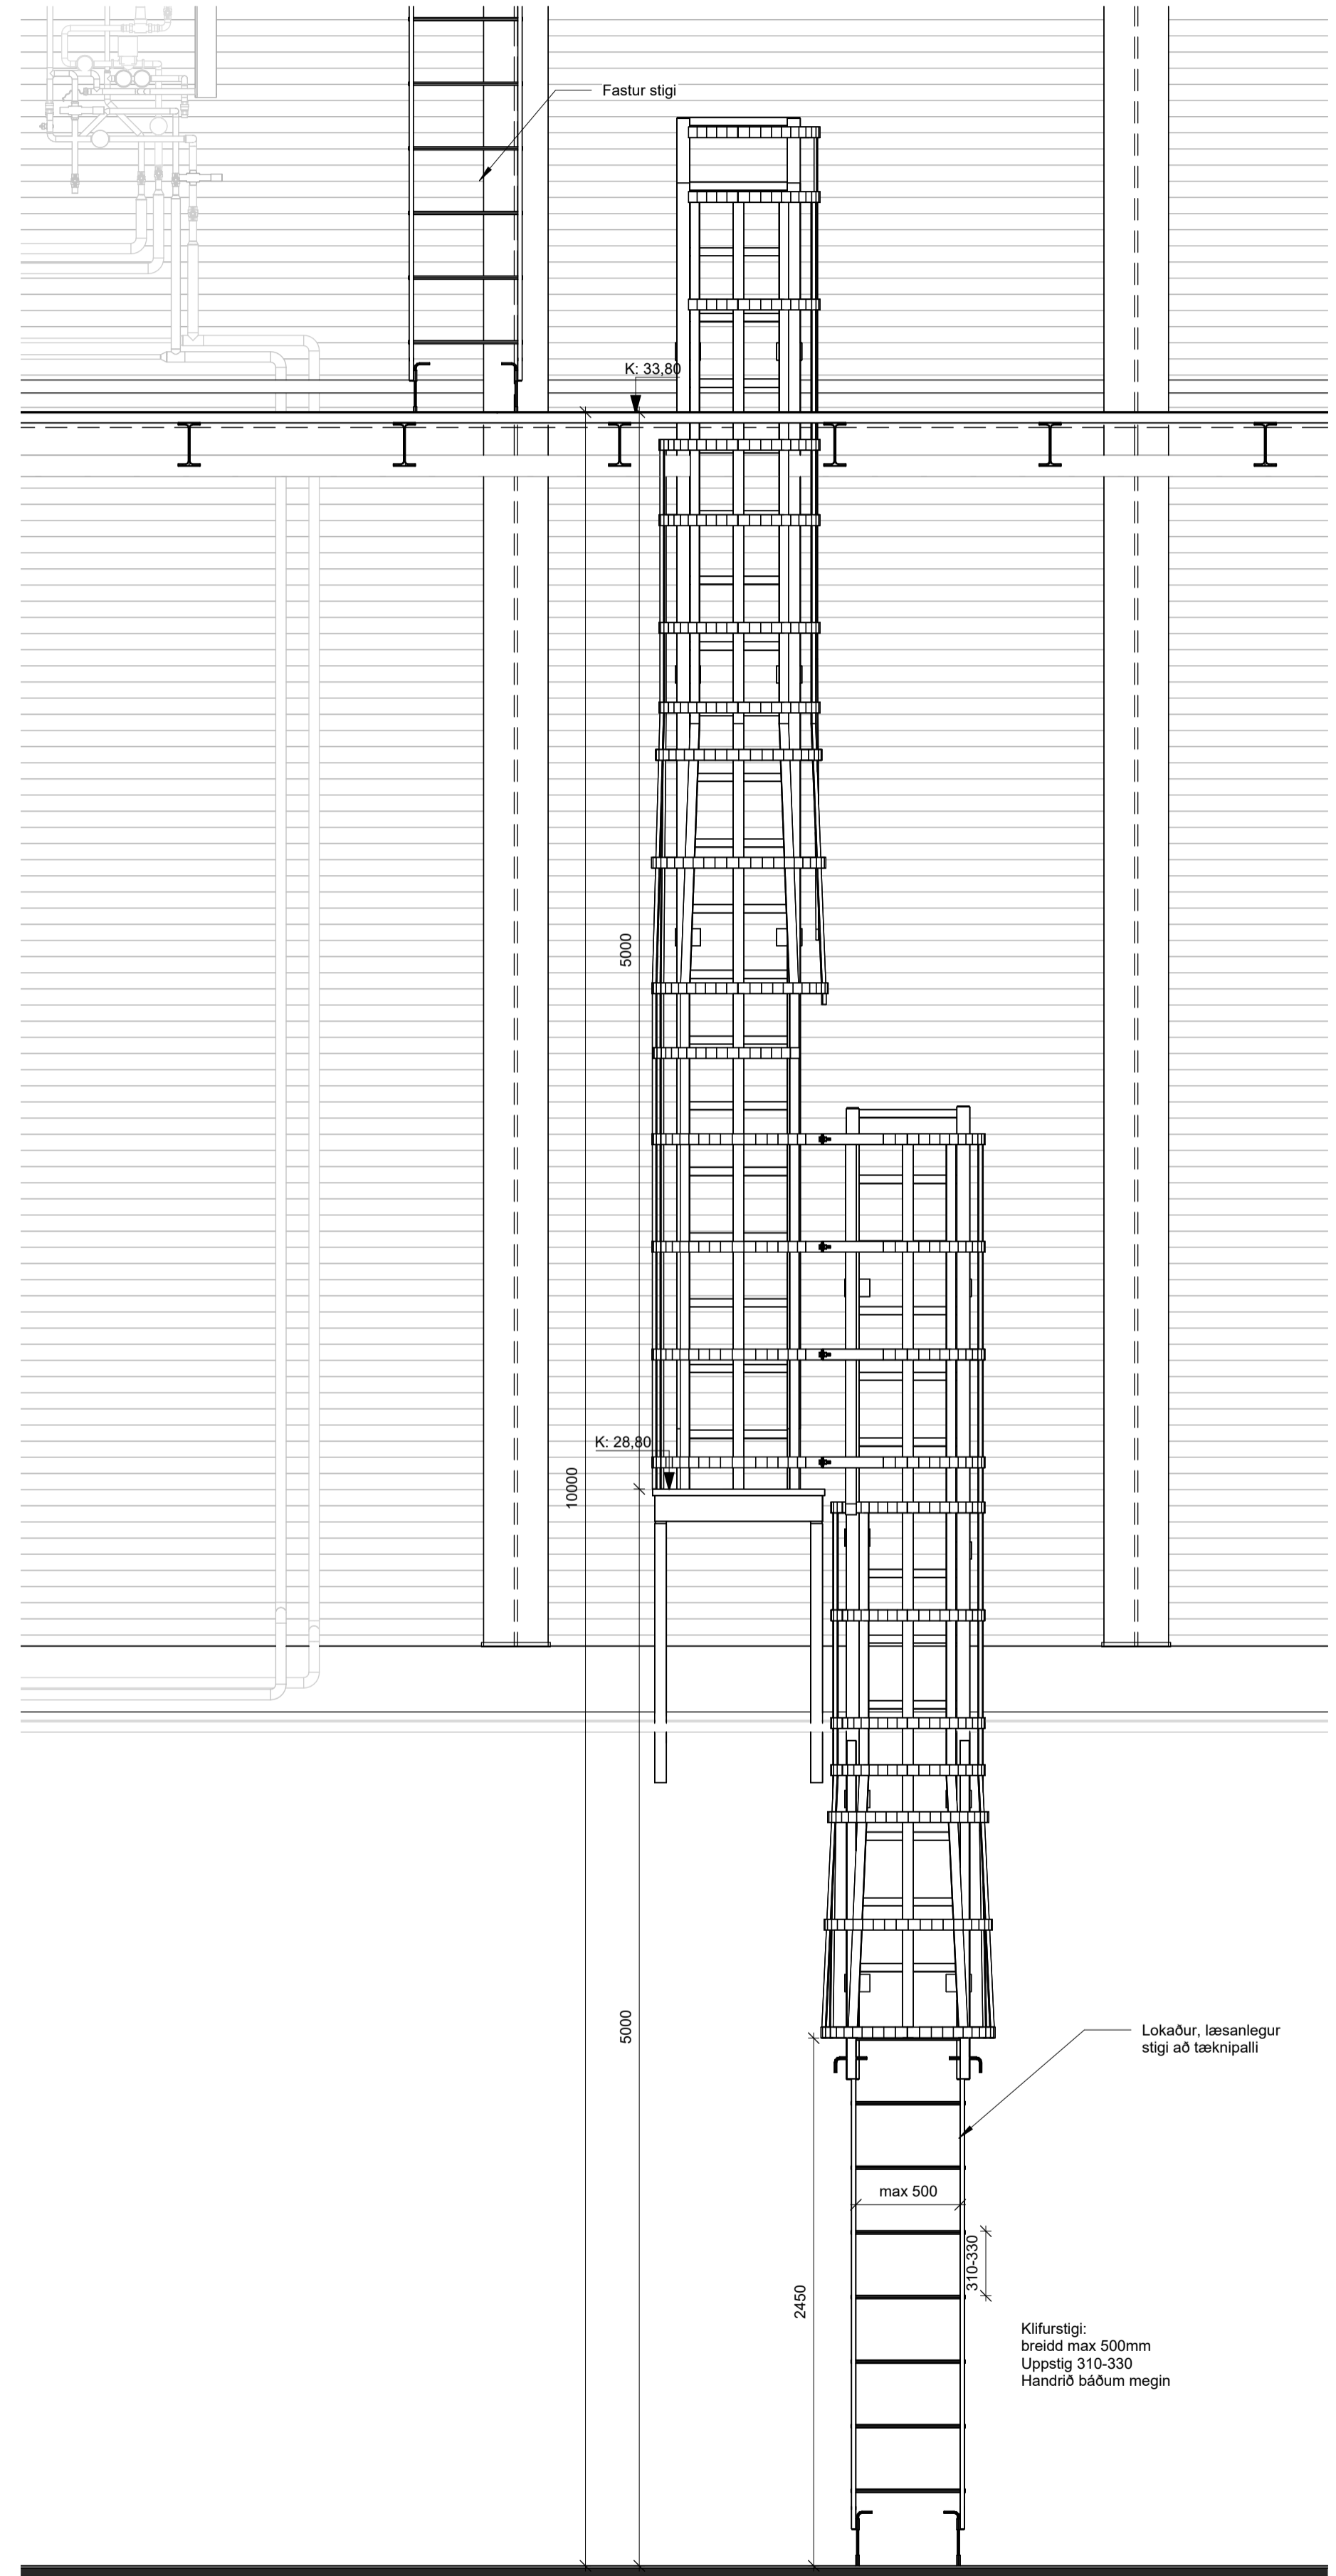 Fastur stigi
K: 33,80
5000
K: 28,80
10000
5000
Lokaður, læsanlegur
stigi að tæknipalli
max 500
310-330
2450
Klifurstigi:
breidd max 500mm
Uppstig 310-330
Handrið báðum megin